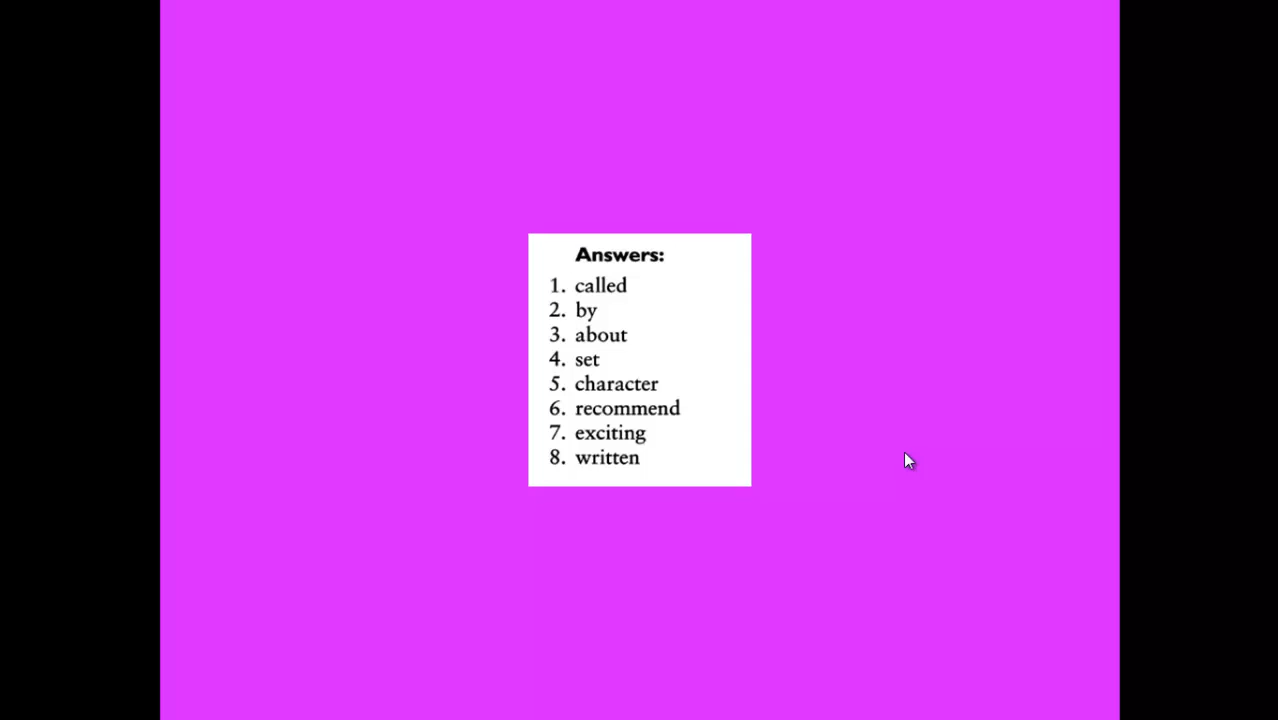 Answers:
1. called
2. by
3. about
4. set
5. character
6. recommend
7. exciting
8. written